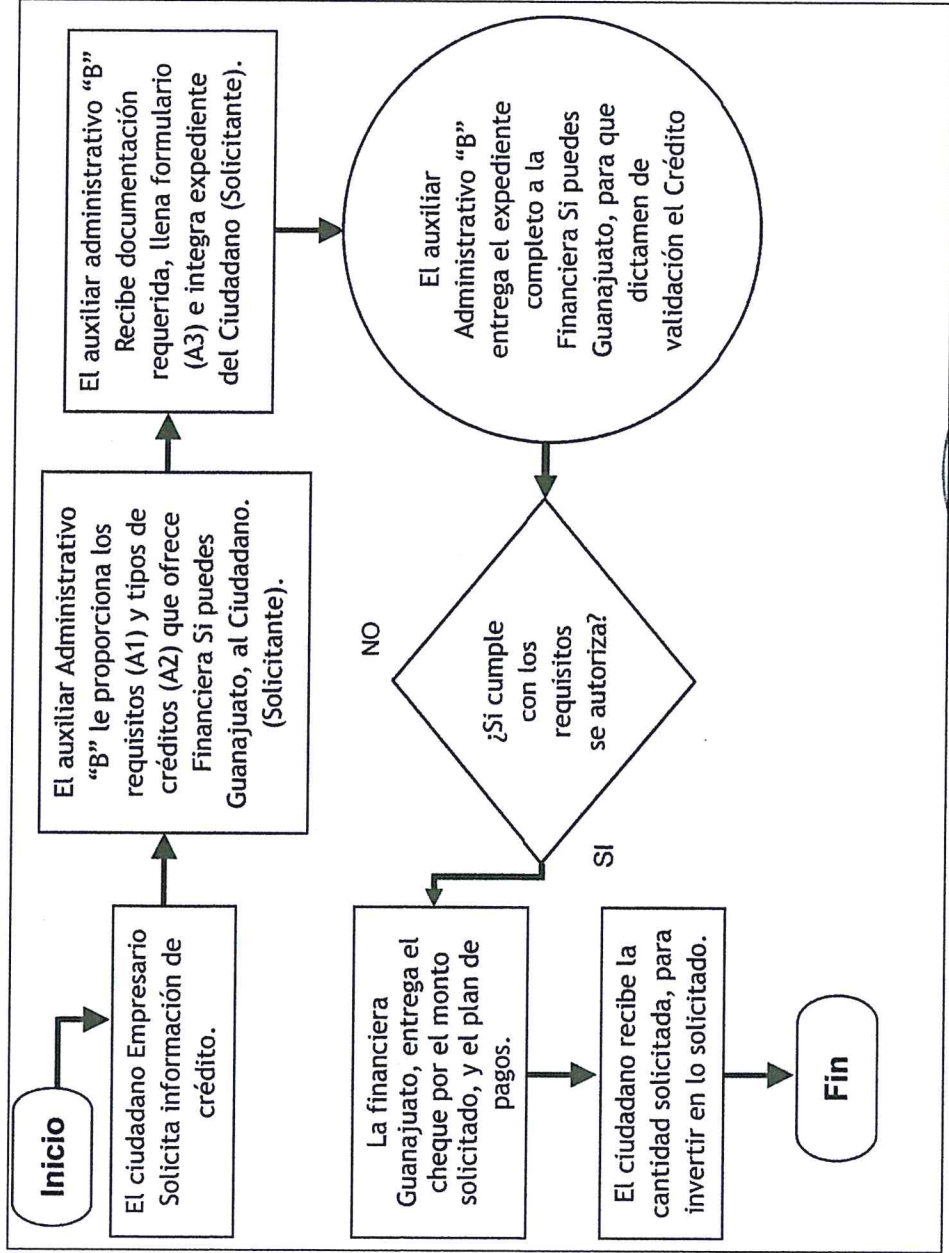 Inicio
El ciudadano Empresario
Solicita información de
crédito.
El auxiliar Administrativo
“B” le proporciona los
requisitos (A1) y tipos de
créditos (A2) que ofrece
Financiera Si puedes
Guanajuato, al Ciudadano.
(Solicitante).
El auxiliar administrativo “B”
Recibe documentación
requerida, llena formulario
(A3) e integra expediente
del Ciudadano (Solicitante).
El auxiliar
Administrativo “B”
entrega el expediente
completo a la
Financiera Si puedes
Guanajuato, para que
dictamen de
validación el Crédito
¿Si cumple
con los
requisitos
se autoriza?
NO
SI
La financiera
Guanajuato, entrega el
cheque por el monto
solicitado, y el plan de
pagos.
El ciudadano recibe la
cantidad solicitada, para
invertir en lo solicitado.
Fin